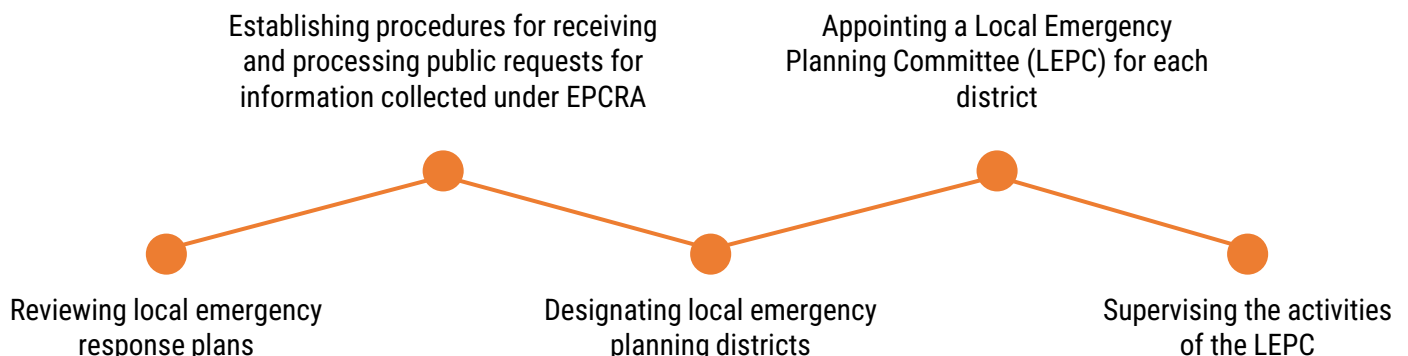 Establishing procedures for receiving
and processing public requests for
information collected under EPCRA
Appointing a Local Emergency
Planning Committee (LEPC) for each
district
Reviewing local emergency
response plans
Designating local emergency
planning districts
Supervising the activities
of the LEPC